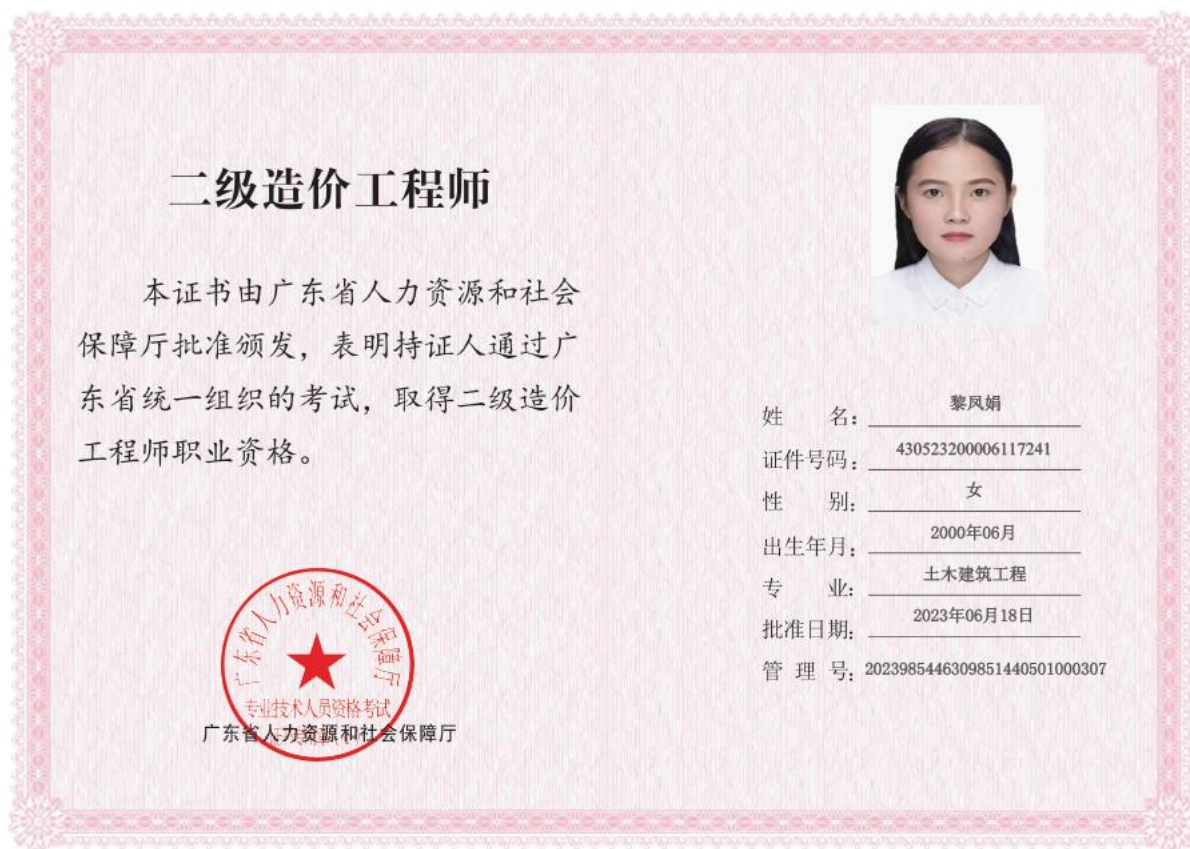 二级造价工程师
本证书由广东省人力资源和社会
保障厅批准颁发，表明持证人通过广
东省统一组织的考试，取得二级造价
工程师职业资格。
广东省人力资源和社会保障厅
专业技术人员资格考试
广东省人力资源和社会保障厅
姓 名：黎凤娟
证件号码：430523200006117241
性 别：女
出生年月：2000年06月
专 业：土木建筑工程
批准日期：2023年06月18日
管 理 号：2023985446309851440501000307